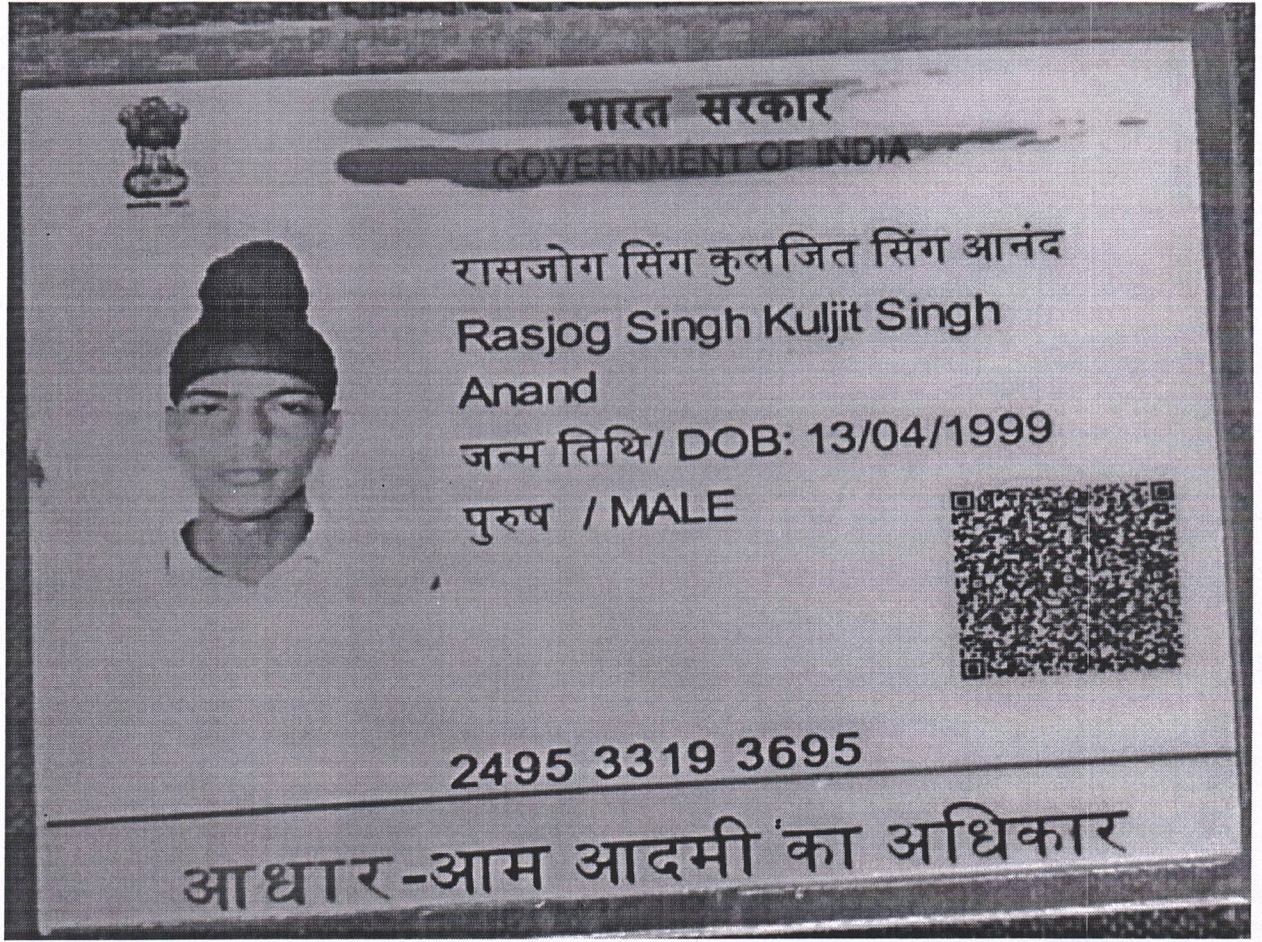 भारत सरकार
GOVERNMENT OF INDIA
रासजोग सिंग कुलजित सिंग आनंद
Rasjog Singh Kuljit Singh
Anand
जन्म तिथि/ DOB: 13/04/1999
पुरुष / MALE
2495 3319 3695
आधार-आम आदमी का अधिकार